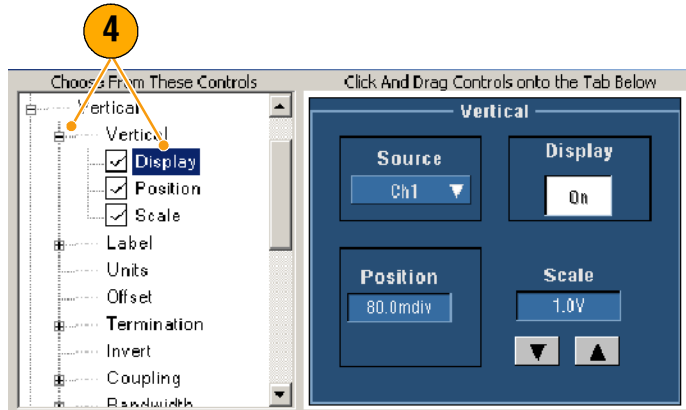 4
Choose From These Controls
Vertical
Vertical
Display
Position
Scale
Label
Units
Offset
Termination
Invert
Coupling
Bandwidth
Click And Drag Controls onto the Tab Below
Vertical
Source
Ch1
Display
On
Position
80.0mdiv
Scale
1.0V